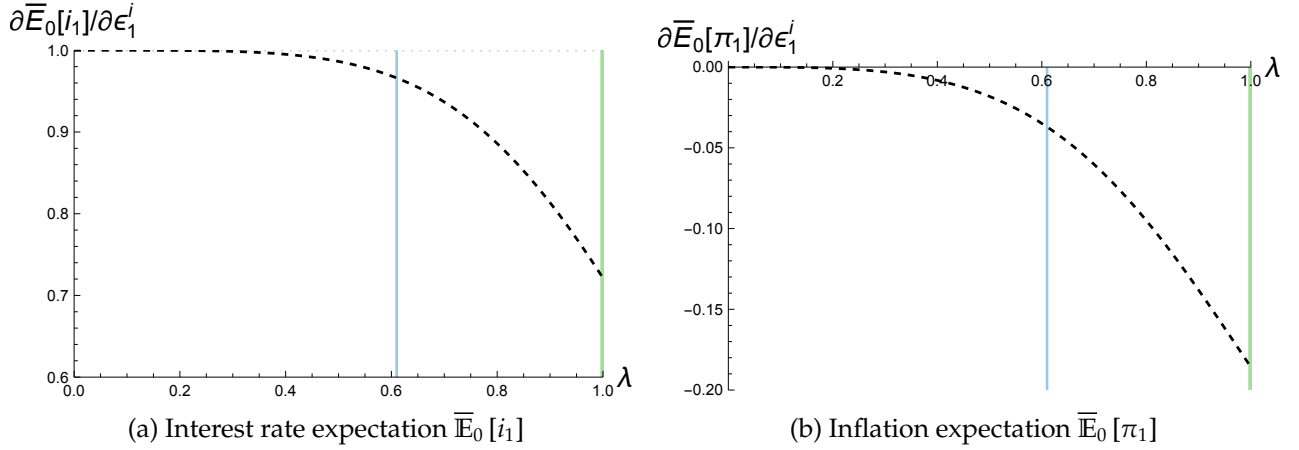 ∂E̅₀[i₁]/∂ϵ₁ⁱ
1.0
0.9
0.8
0.7
0.6
0.0 0.2 0.4 0.6 0.8 1.0 λ
(a) Interest rate expectation 𝔼̅₀ [i₁]
∂E̅₀[π₁]/∂ϵ₁ⁱ
0.00
0.2 0.4 0.6 0.8 1.0 λ
−0.05
−0.10
−0.15
−0.20
(b) Inflation expectation 𝔼̅₀ [π₁]